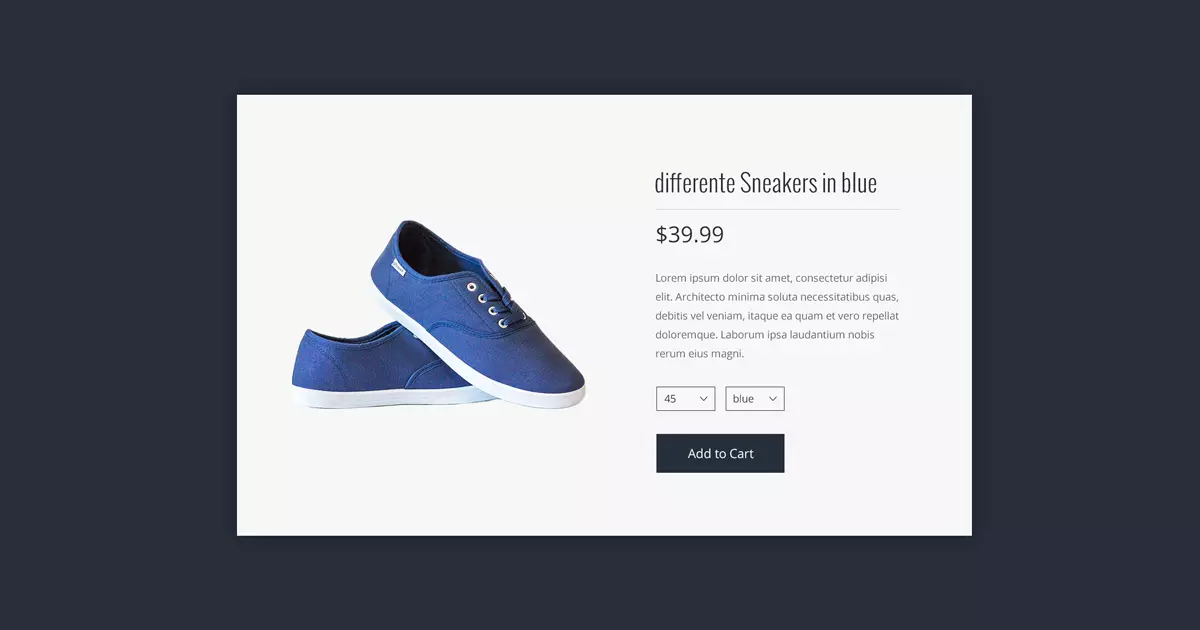 differente Sneakers in blue
$39.99
Lorem ipsum dolor sit amet, consectetur adipisi
elit. Architecto minima soluta necessitatibus quas,
debitis vel veniam, itaque ea quam et vero repellat
doloremque. Laborum ipsa laudantium nobis
rerum eius magni.
45
blue
Add to Cart